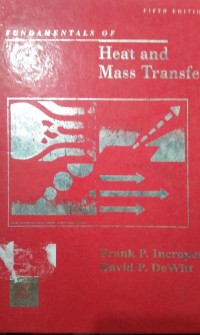 FIFTH EDITION
FUNDAMENTALS OF
Heat and
Mass Transfe
Frank P. Incrope
David P. DeWitt